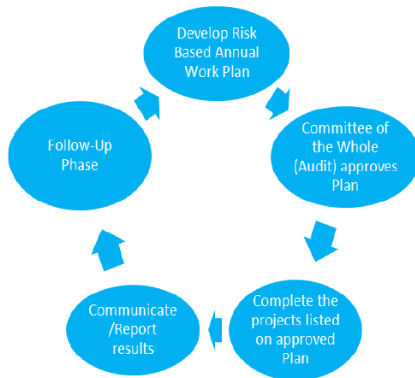 Develop Risk
Based Annual
Work Plan
Committee of
the Whole
(Audit) approves
Plan
Complete the
projects listed
on approved
Plan
Communicate
/Report
results
Follow-Up
Phase